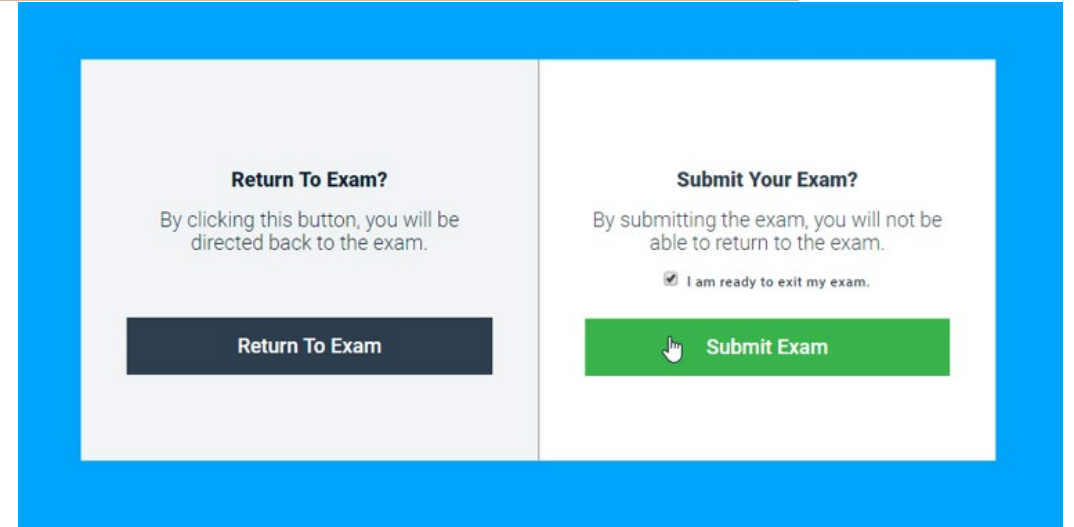 Return To Exam?
By clicking this button, you will be
directed back to the exam.
Return To Exam
Submit Your Exam?
By submitting the exam, you will not be
able to return to the exam.
I am ready to exit my exam.
Submit Exam